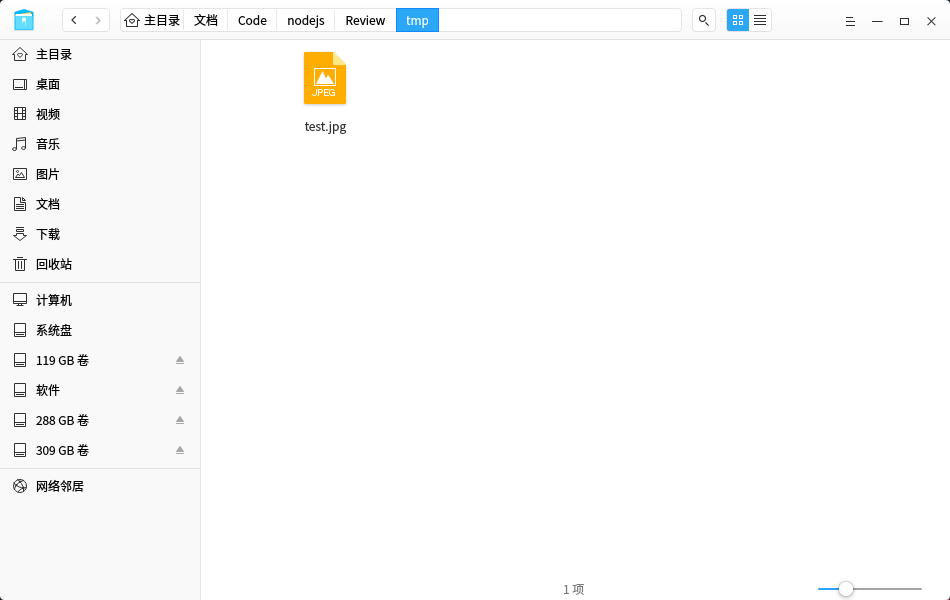 主目录 文档 Code nodejs Review tmp
主目录
桌面
视频
音乐
图片
文档
下载
回收站
计算机
系统盘
119 GB 卷
软件
288 GB 卷
309 GB 卷
网络邻居
JPEG
test.jpg
1 项